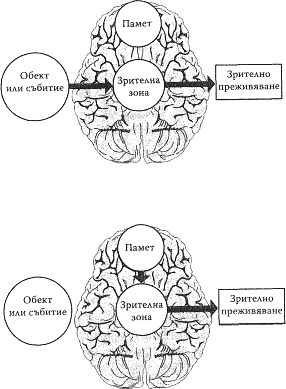 Памет
Обект
или събитие
Зрителна
зона
Зрително
преживяване
Памет
Обект
или събитие
Зрителна
зона
Зрително
преживяване